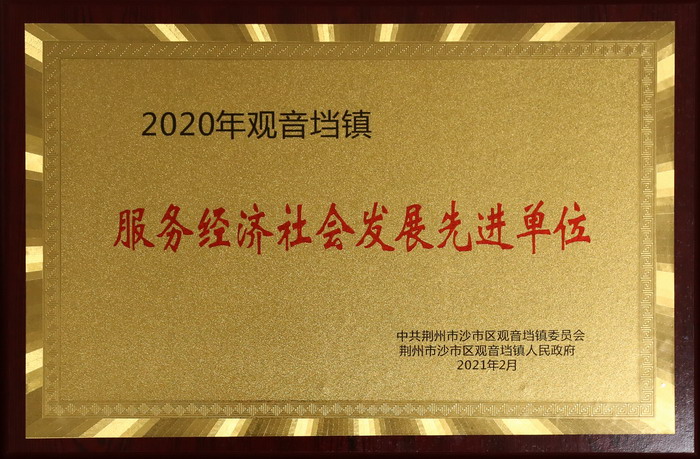 2020年观音垱镇
服务经济社会发展先进单位
中共荆州市沙市区观音垱镇委员会
荆州市沙市区观音垱镇人民政府
2021年2月